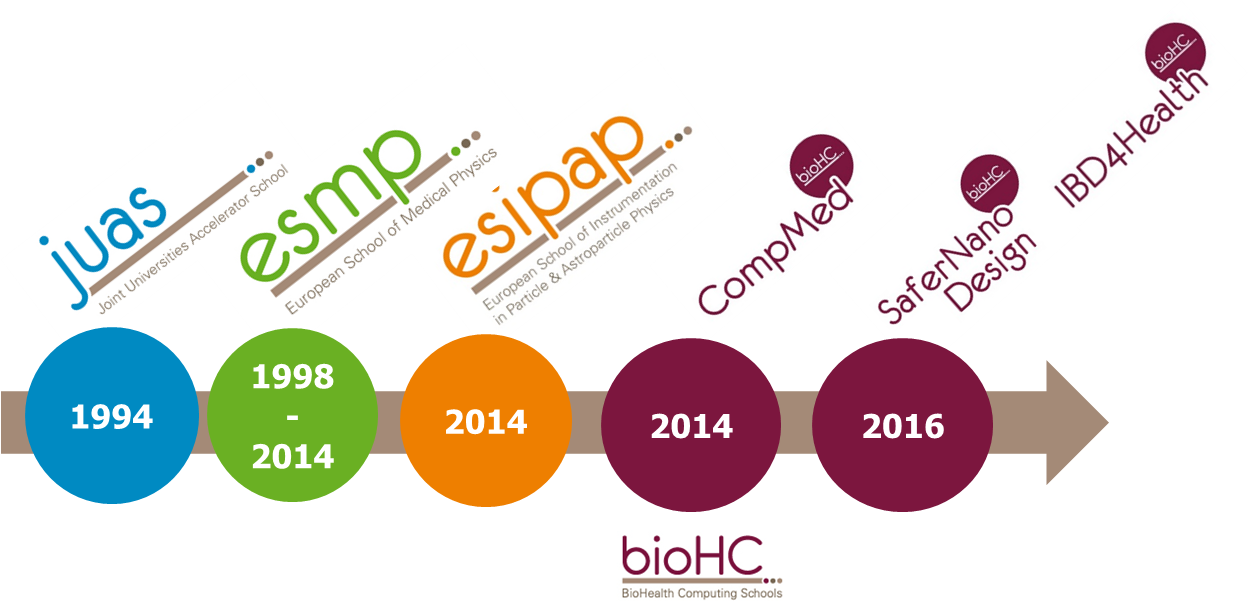 juas
Joint Universities Accelerator School
esmp
European School of Medical Physics
esipap
European School of Instrumentation
in Particle & Astroparticle Physics
bioHC
CompMed
bioHC
SaferNano
Design
bioHC
IBD4Health
1994
1998
-
2014
2014
2014
2016
bioHC
BioHealth Computing Schools